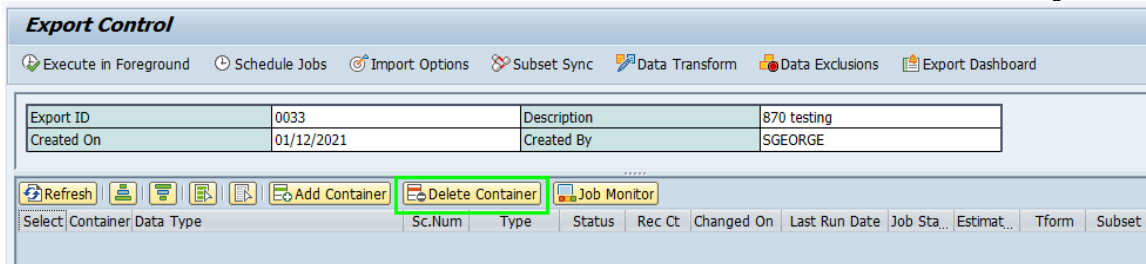 Export Control
Execute in Foreground Schedule Jobs Import Options Subset Sync Data Transform Data Exclusions Export Dashboard
Export ID 0033 Description 870 testing
Created On 01/12/2021 Created By SGEORGE
Refresh Add Container Delete Container Job Monitor
Select Container Data Type Sc.Num Type Status Rec Ct Changed On Last Run Date Job Sta... Estimat... Tform Subset